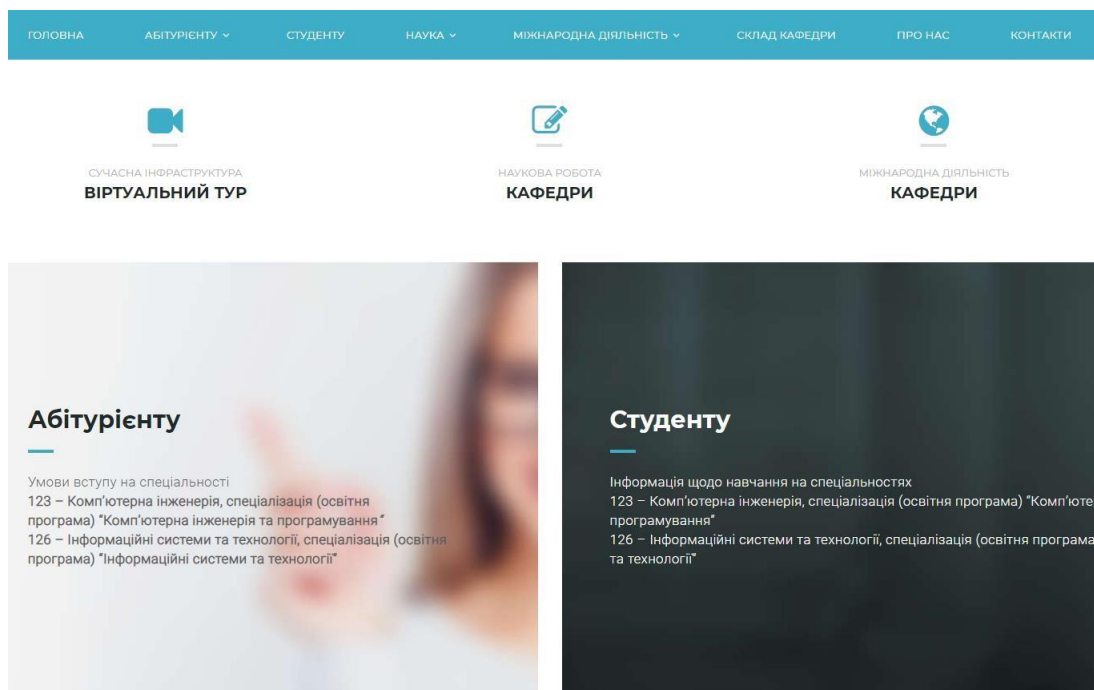 ГОЛОВНА АБІТУРІЄНТУ СТУДЕНТУ НАУКА МІЖНАРОДНА ДІЯЛЬНІСТЬ СКЛАД КАФЕДРИ ПРО НАС КОНТАКТИ
СУЧАСНА ІНФРАСТРУКТУРА
ВІРТУАЛЬНИЙ ТУР
НАУКОВА РОБОТА
КАФЕДРИ
МІЖНАРОДНА ДІЯЛЬНІСТЬ
КАФЕДРИ
Абітурієнту
Умови вступу на спеціальності
123 – Комп'ютерна інженерія, спеціалізація (освітня
програма) "Комп'ютерна інженерія та програмування"
126 – Інформаційні системи та технології, спеціалізація (освітня
програма) "Інформаційні системи та технології"
Студенту
Інформація щодо навчання на спеціальностях
123 – Комп'ютерна інженерія, спеціалізація (освітня програма) "Комп'юте
програмування"
126 – Інформаційні системи та технології, спеціалізація (освітня програма
та технології"